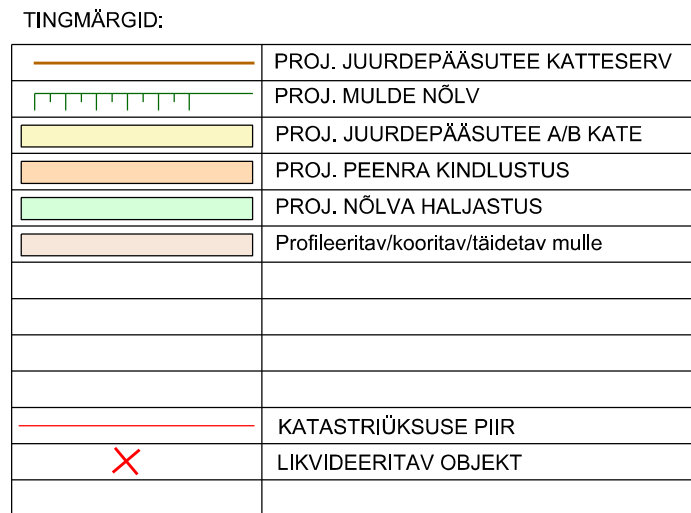 TINGMÄRGID:
PROJ. JUURDEPÄÄSUTEE KATTESERV
PROJ. MULDE NÕLV
PROJ. JUURDEPÄÄSUTEE A/B KATE
PROJ. PEENRA KINDLUSTUS
PROJ. NÕLVA HALJASTUS
Profileeritav/kooritav/täidetav mulle
KATASTRIÜKSUSE PIIR
LIKVIDEERITAV OBJEKT